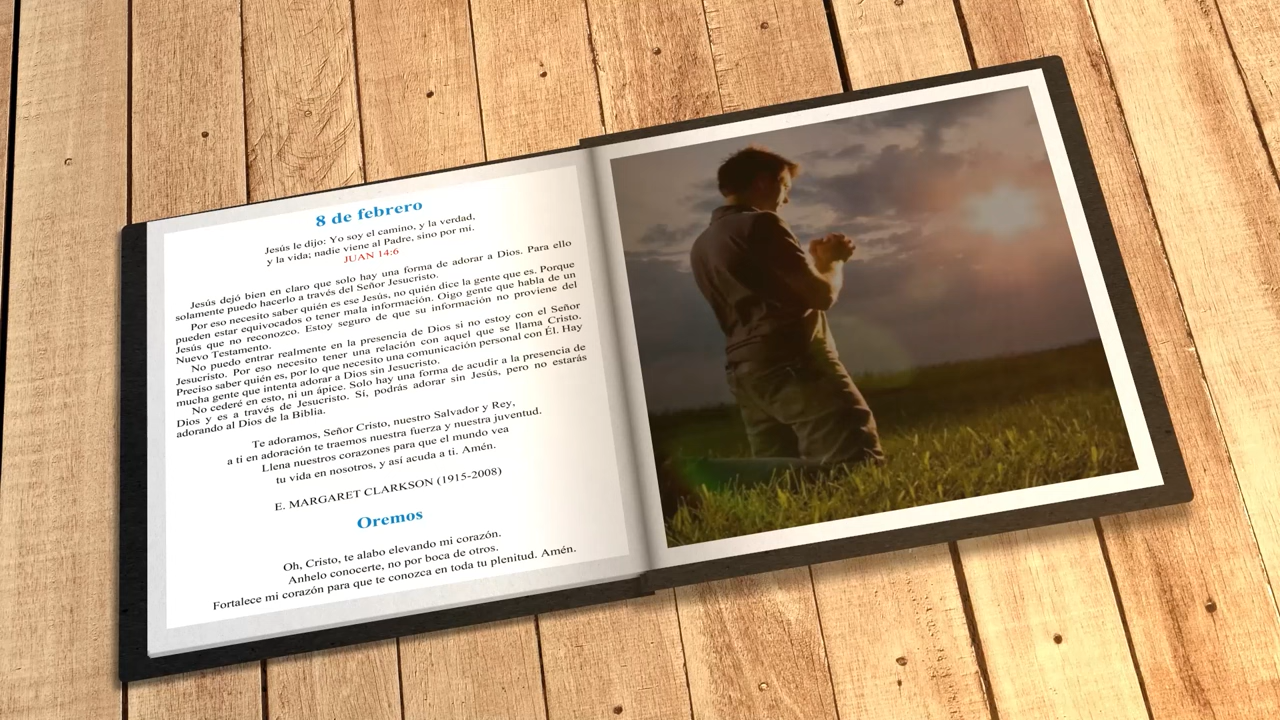 8 de febrero
Jesús le dijo: Yo soy el camino, y la verdad,
y la vida; nadie viene al Padre, sino por mí.
JUAN 14:6
Jesús dejó bien en claro que solo hay una forma de adorar a Dios. Para ello
solamente puedo hacerlo a través del Señor Jesucristo.
Por eso necesito saber quién es ese Jesús, no quién dice la gente que es. Porque
pueden estar equivocados o tener mala información. Oigo gente que habla de un
Jesús que no reconozco. Estoy seguro de que su información no proviene del
Nuevo Testamento.
No puedo entrar realmente en la presencia de Dios si no estoy con el Señor
Jesucristo. Por eso necesito tener una relación con aquel que se llama Cristo.
Preciso saber quién es, por lo que necesito una comunicación personal con Él. Hay
mucha gente que intenta adorar a Dios sin Jesucristo.
No cederé en esto, ni un ápice. Solo hay una forma de acudir a la presencia de
Dios y es a través de Jesucristo. Sí, podrás adorar sin Jesús, pero no estarás
adorando al Dios de la Biblia.
Te adoramos, Señor Cristo, nuestro Salvador y Rey,
a ti en adoración te traemos nuestra fuerza y nuestra juventud.
Llena nuestros corazones para que el mundo vea
tu vida en nosotros, y así acuda a ti. Amén.
E. MARGARET CLARKSON (1915-2008)
Oremos
Oh, Cristo, te alabo elevando mi corazón.
Anhelo conocerte, no por boca de otros.
Fortalece mi corazón para que te conozca en toda tu plenitud. Amén.